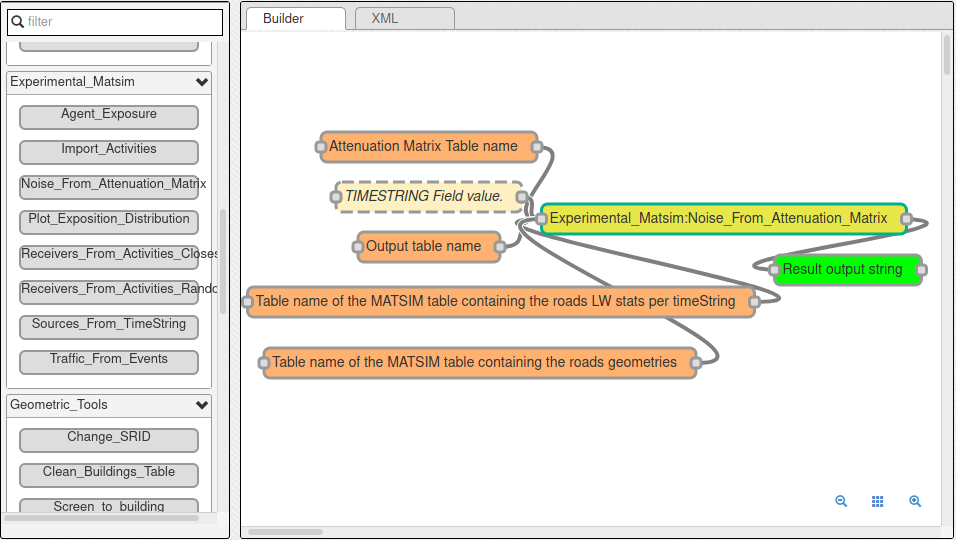 filter
Experimental_Matsim
Agent_Exposure
Import_Activities
Noise_From_Attenuation_Matrix
Plot_Exposition_Distribution
Receivers_From_Activities_Closes
Receivers_From_Activities_Rando
Sources_From_TimeString
Traffic_From_Events
Geometric_Tools
Change_SRID
Clean_Buildings_Table
Screen_to_building
Builder
XML
Attenuation Matrix Table name
TIMESTRING Field value.
Experimental_Matsim:Noise_From_Attenuation_Matrix
Output table name
Result output string
Table name of the MATSIM table containing the roads LW stats per timeString
Table name of the MATSIM table containing the roads geometries